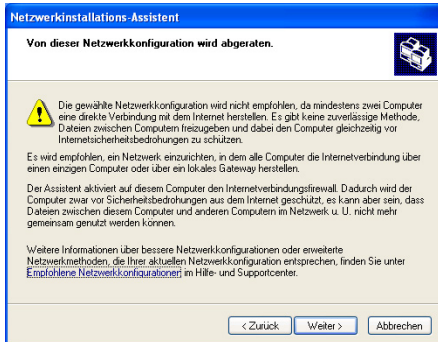 Netzwerkinstallations-Assistent
Von dieser Netzwerkkonfiguration wird abgeraten.
Die gewählte Netzwerkkonfiguration wird nicht empfohlen, da mindestens zwei Computer
eine direkte Verbindung mit dem Internet herstellen. Es gibt keine zuverlässige Methode,
Dateien zwischen Computern freizugeben und dabei den Computer gleichzeitig vor
Internetsicherheitsbedrohungen zu schützen.
Es wird empfohlen, ein Netzwerk einzurichten, in dem alle Computer die Internetverbindung über
einen einzigen Computer oder über ein lokales Gateway herstellen.
Der Assistent aktiviert auf diesem Computer den Internetverbindungsfirewall. Dadurch wird der
Computer zwar vor Sicherheitsbedrohungen aus dem Internet geschützt, es kann aber sein, dass
Dateien zwischen diesem Computer und anderen Computern im Netzwerk u. U. nicht mehr
gemeinsam genutzt werden können.
Weitere Informationen über bessere Netzwerkkonfigurationen oder erweiterte
Netzwerkmethoden, die Ihrer aktuellen Netzwerkkonfiguration entsprechen, finden Sie unter
Empfohlene Netzwerkkonfigurationen im Hilfe- und Supportcenter.
< Zurück
Weiter >
Abbrechen